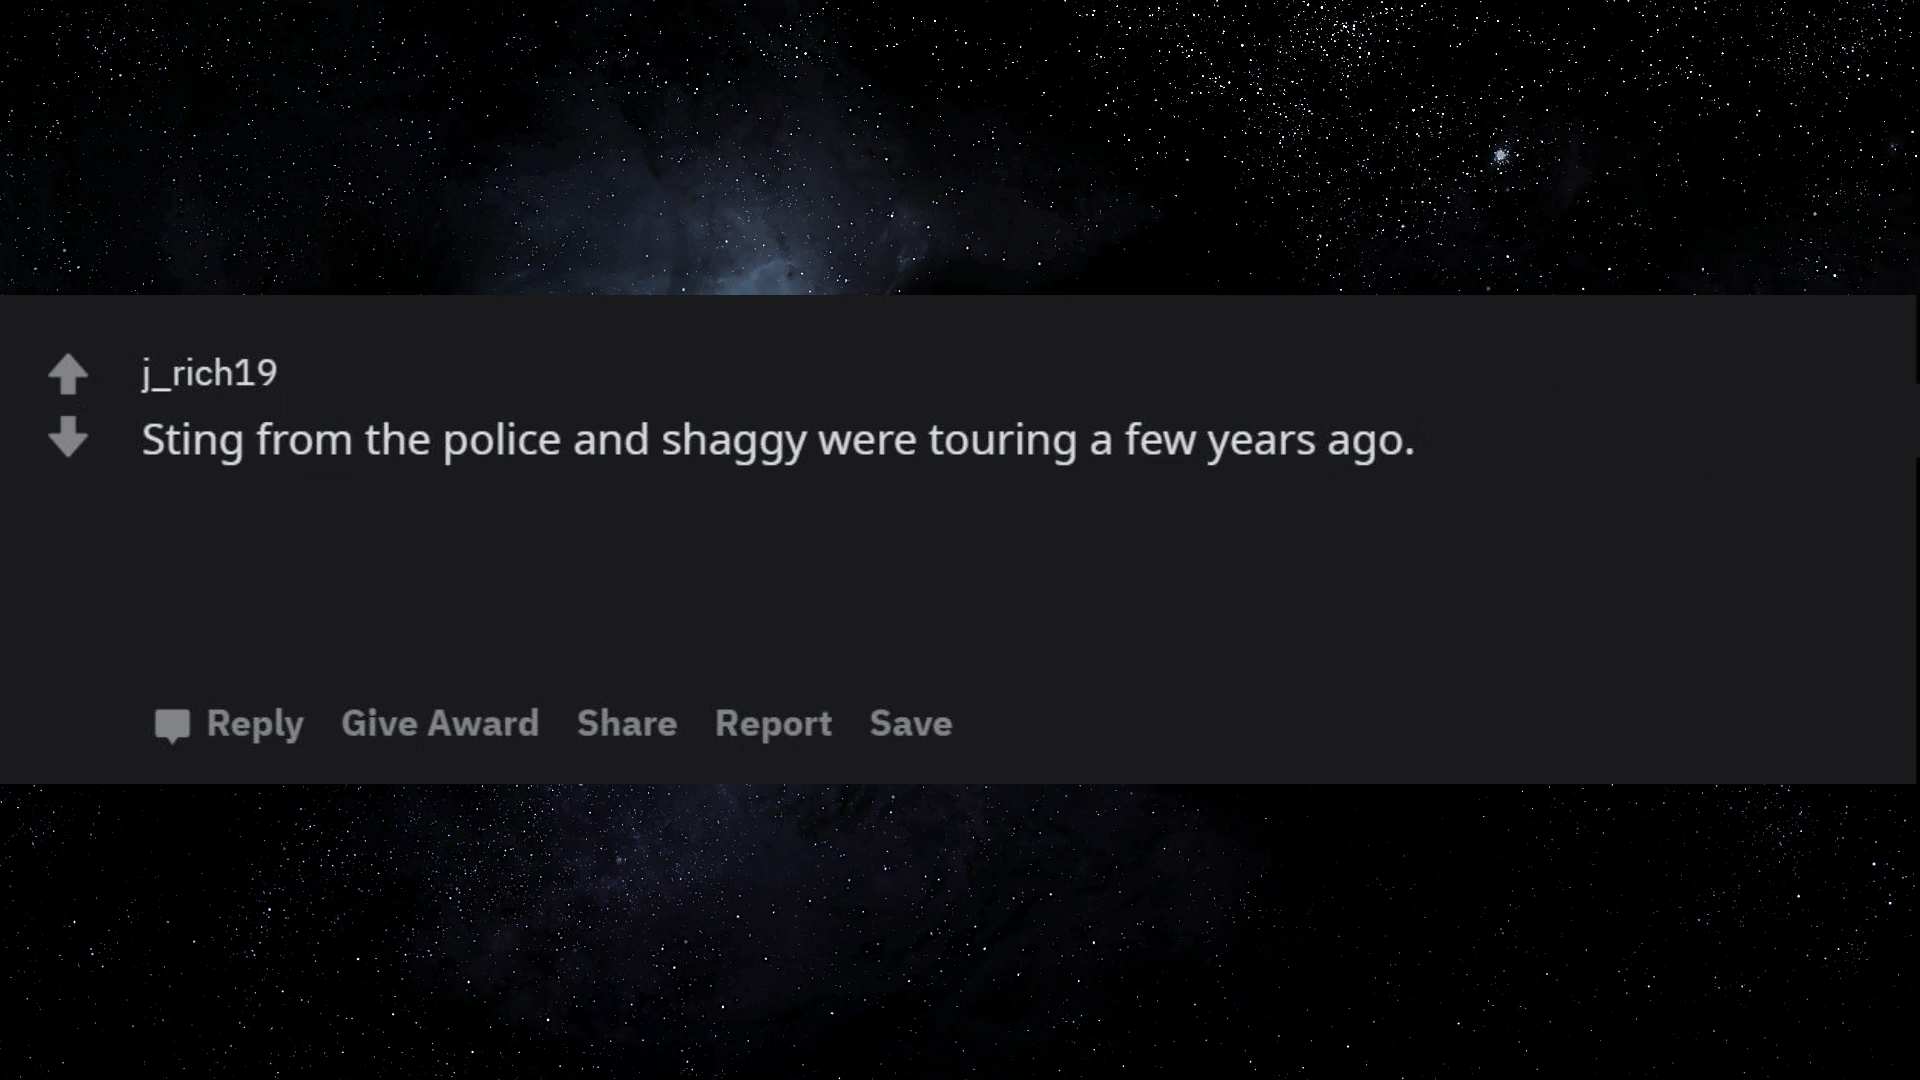 j_rich19
Sting from the police and shaggy were touring a few years ago.
Reply Give Award Share Report Save